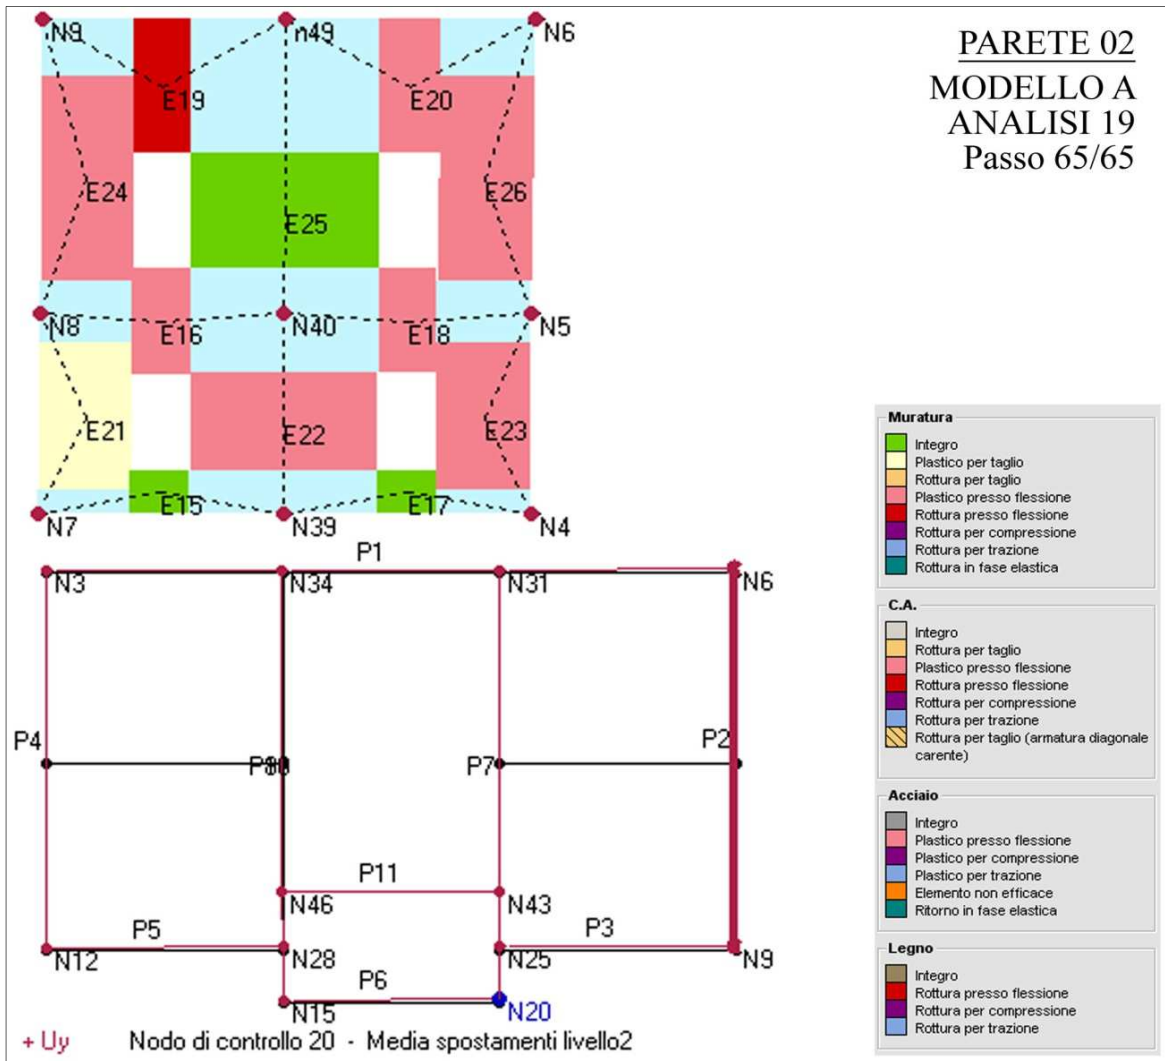 PARETE 02
MODELLO A
ANALISI 19
Passo 65/65
N9 n49 N6
E19 E20
E24 E26
E25
N8 N40 N5
E16 E18
E21 E22 E23
E15 E17
N7 N39 N4
P1
N3 N34 N31 N6
P4 P7 P2
P11
N46 N43
P5 P3
N12 N28 N25 N9
P6
N15 N20
+ Uy Nodo di controllo 20 - Media spostamenti livello2
Muratura
Integro
Plastico per taglio
Rottura per taglio
Plastico presso flessione
Rottura presso flessione
Rottura per compressione
Rottura per trazione
Rottura in fase elastica
C.A.
Integro
Rottura per taglio
Plastico presso flessione
Rottura presso flessione
Rottura per compressione
Rottura per trazione
Rottura per taglio (armatura diagonale
carente)
Acciaio
Integro
Plastico presso flessione
Plastico per compressione
Plastico per trazione
Elemento non efficace
Ritorno in fase elastica
Legno
Integro
Rottura presso flessione
Rottura per compressione
Rottura per trazione